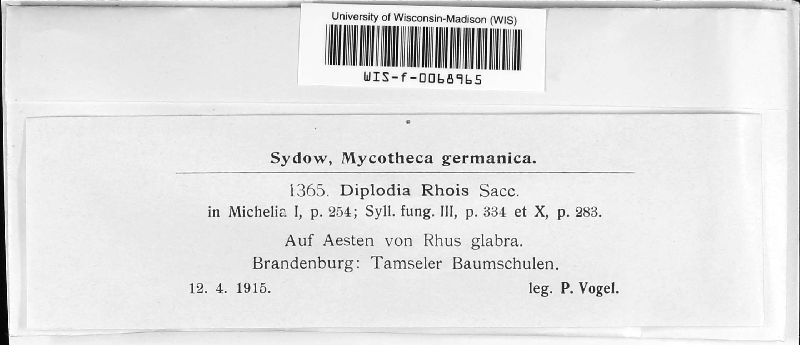 University of Wisconsin-Madison (WIS)
WIS-f-0068965
Sydow, Mycotheca germanica.
1365. Diplodia Rhois Sacc.
in Michelia I, p. 254; Syll. fung. III, p. 334 et X, p. 283.
Auf Aesten von Rhus glabra.
Brandenburg: Tamseler Baumschulen.
12. 4. 1915. leg. P. Vogel.